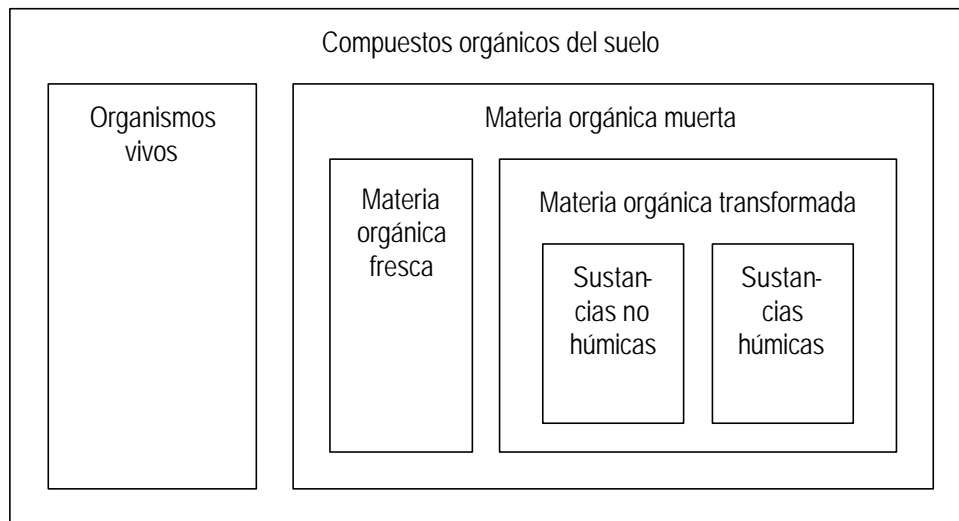 Compuestos orgánicos del suelo
Organismos
vivos
Materia orgánica muerta
Materia
orgánica
fresca
Materia orgánica transformada
Sustan-
cias no
húmicas
Sustan-
cias
húmicas